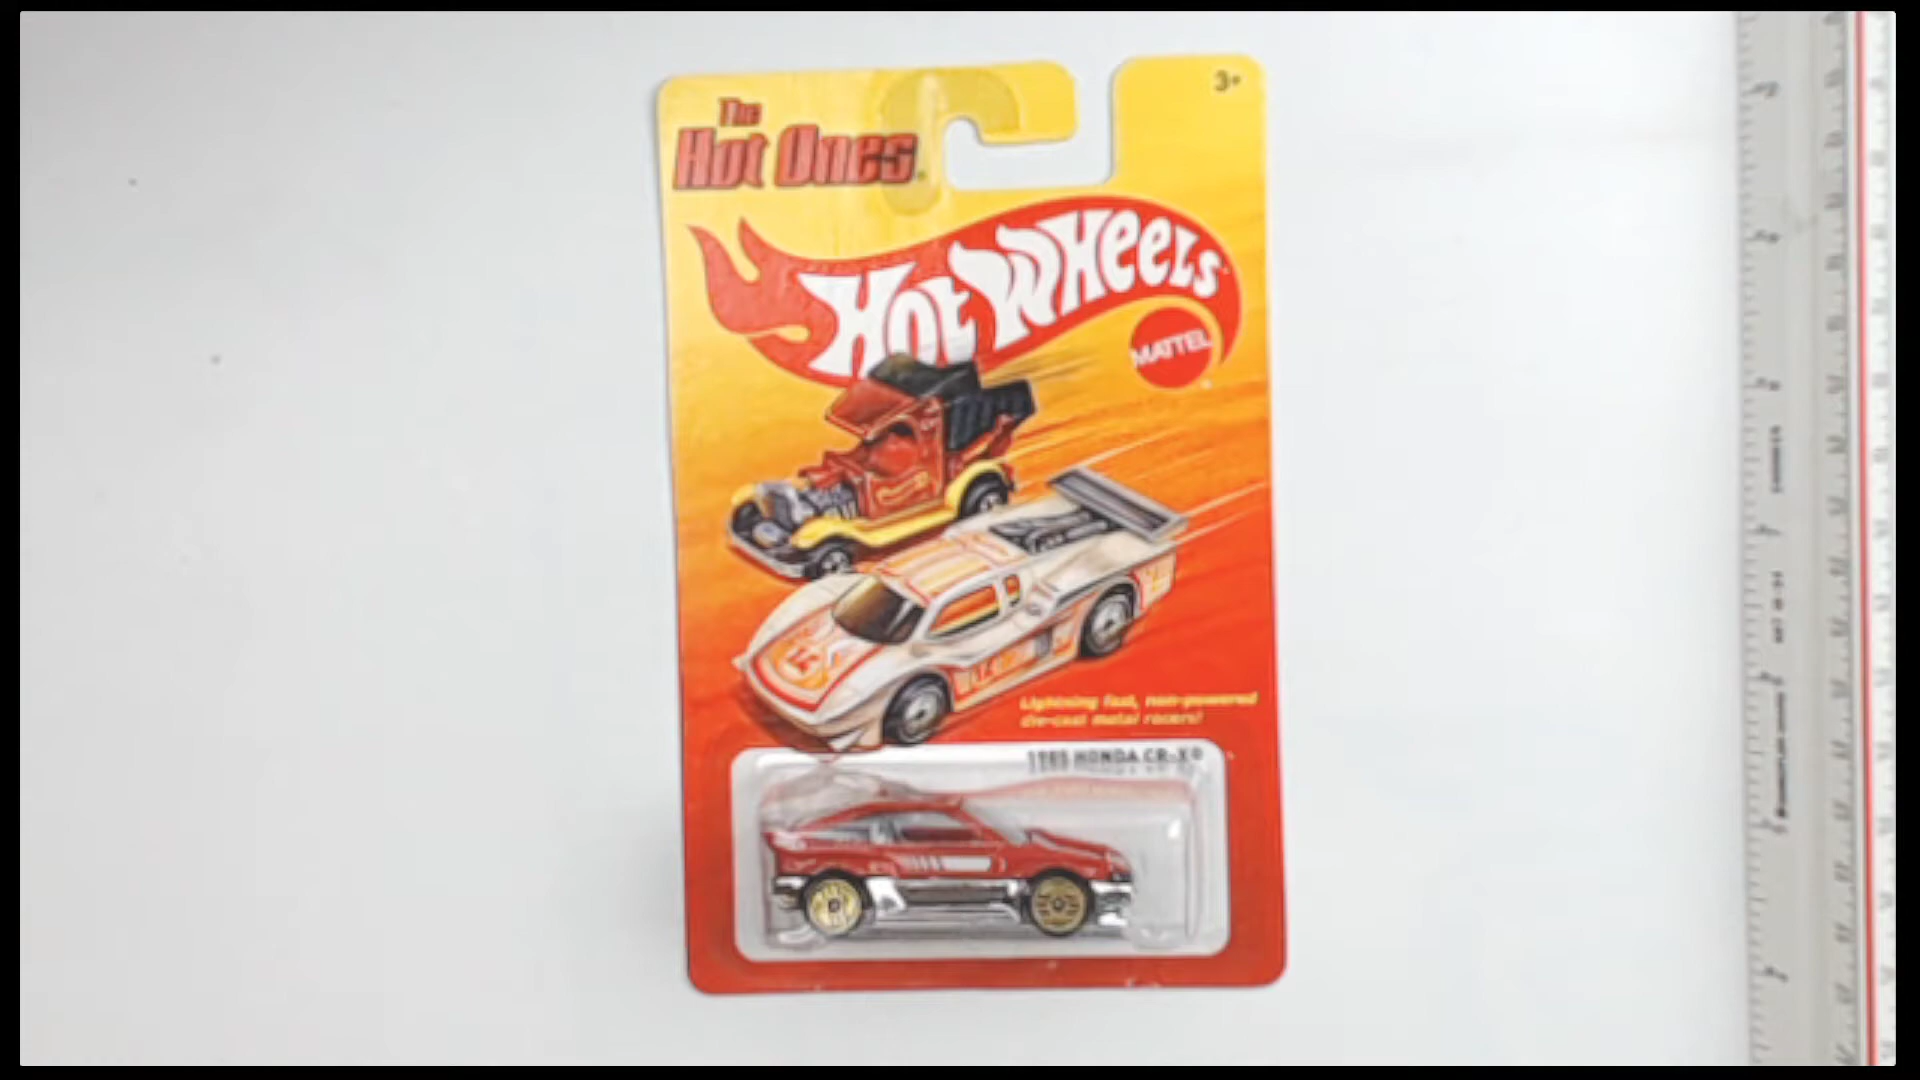 3+
The
Hot Ones
Hot Wheels
MATTEL
Lightning fast, non-powered
die-cast metal racers!
1985 HONDA CR-X®